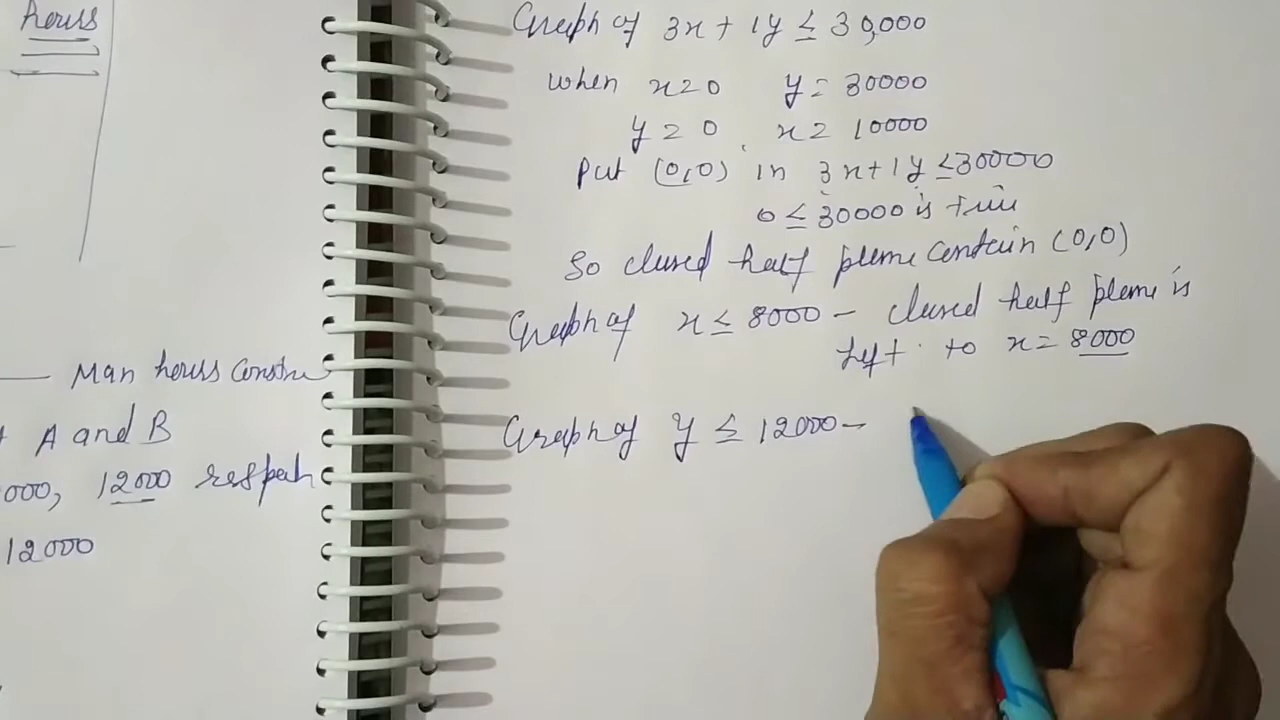 hours
Man hours Constr
A and B
000, 12000 respeh
12000
Graph of 3x + 1y ≤ 30,000
when x = 0 y = 30000
y = 0 x = 10000
Put (0,0) in 3x + 1y ≤ 30000
0 ≤ 30000 is true
So closed half plane contain (0,0)
Graph of x ≤ 8000 - closed half plane is
left to x = 8000
Graph of y ≤ 12000 -